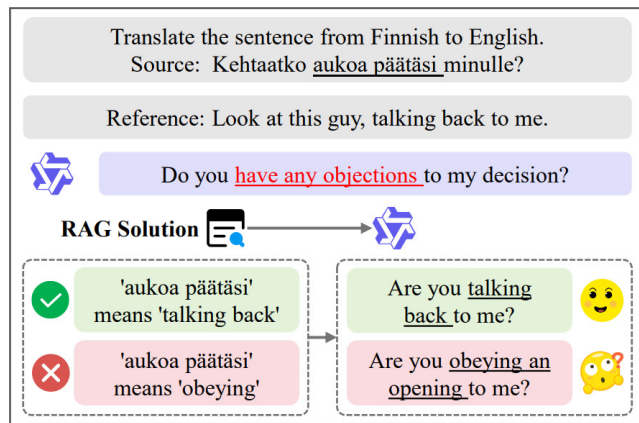 Translate the sentence from Finnish to English.
Source: Kehtaatko aukoa päätäsi minulle?
Reference: Look at this guy, talking back to me.
Do you have any objections to my decision?
RAG Solution
'aukoa päätäsi'
means 'talking back'
Are you talking
back to me?
'aukoa päätäsi'
means 'obeying'
Are you obeying an
opening to me?